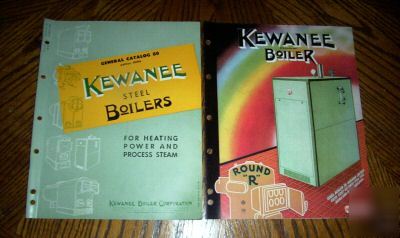 GENERAL CATALOG 80
KEWANEE
STEEL
BOILERS
FOR HEATING
POWER AND
PROCESS STEAM
KEWANEE BOILER CORPORATION
KEWANEE
BOILER
ROUND
"R"